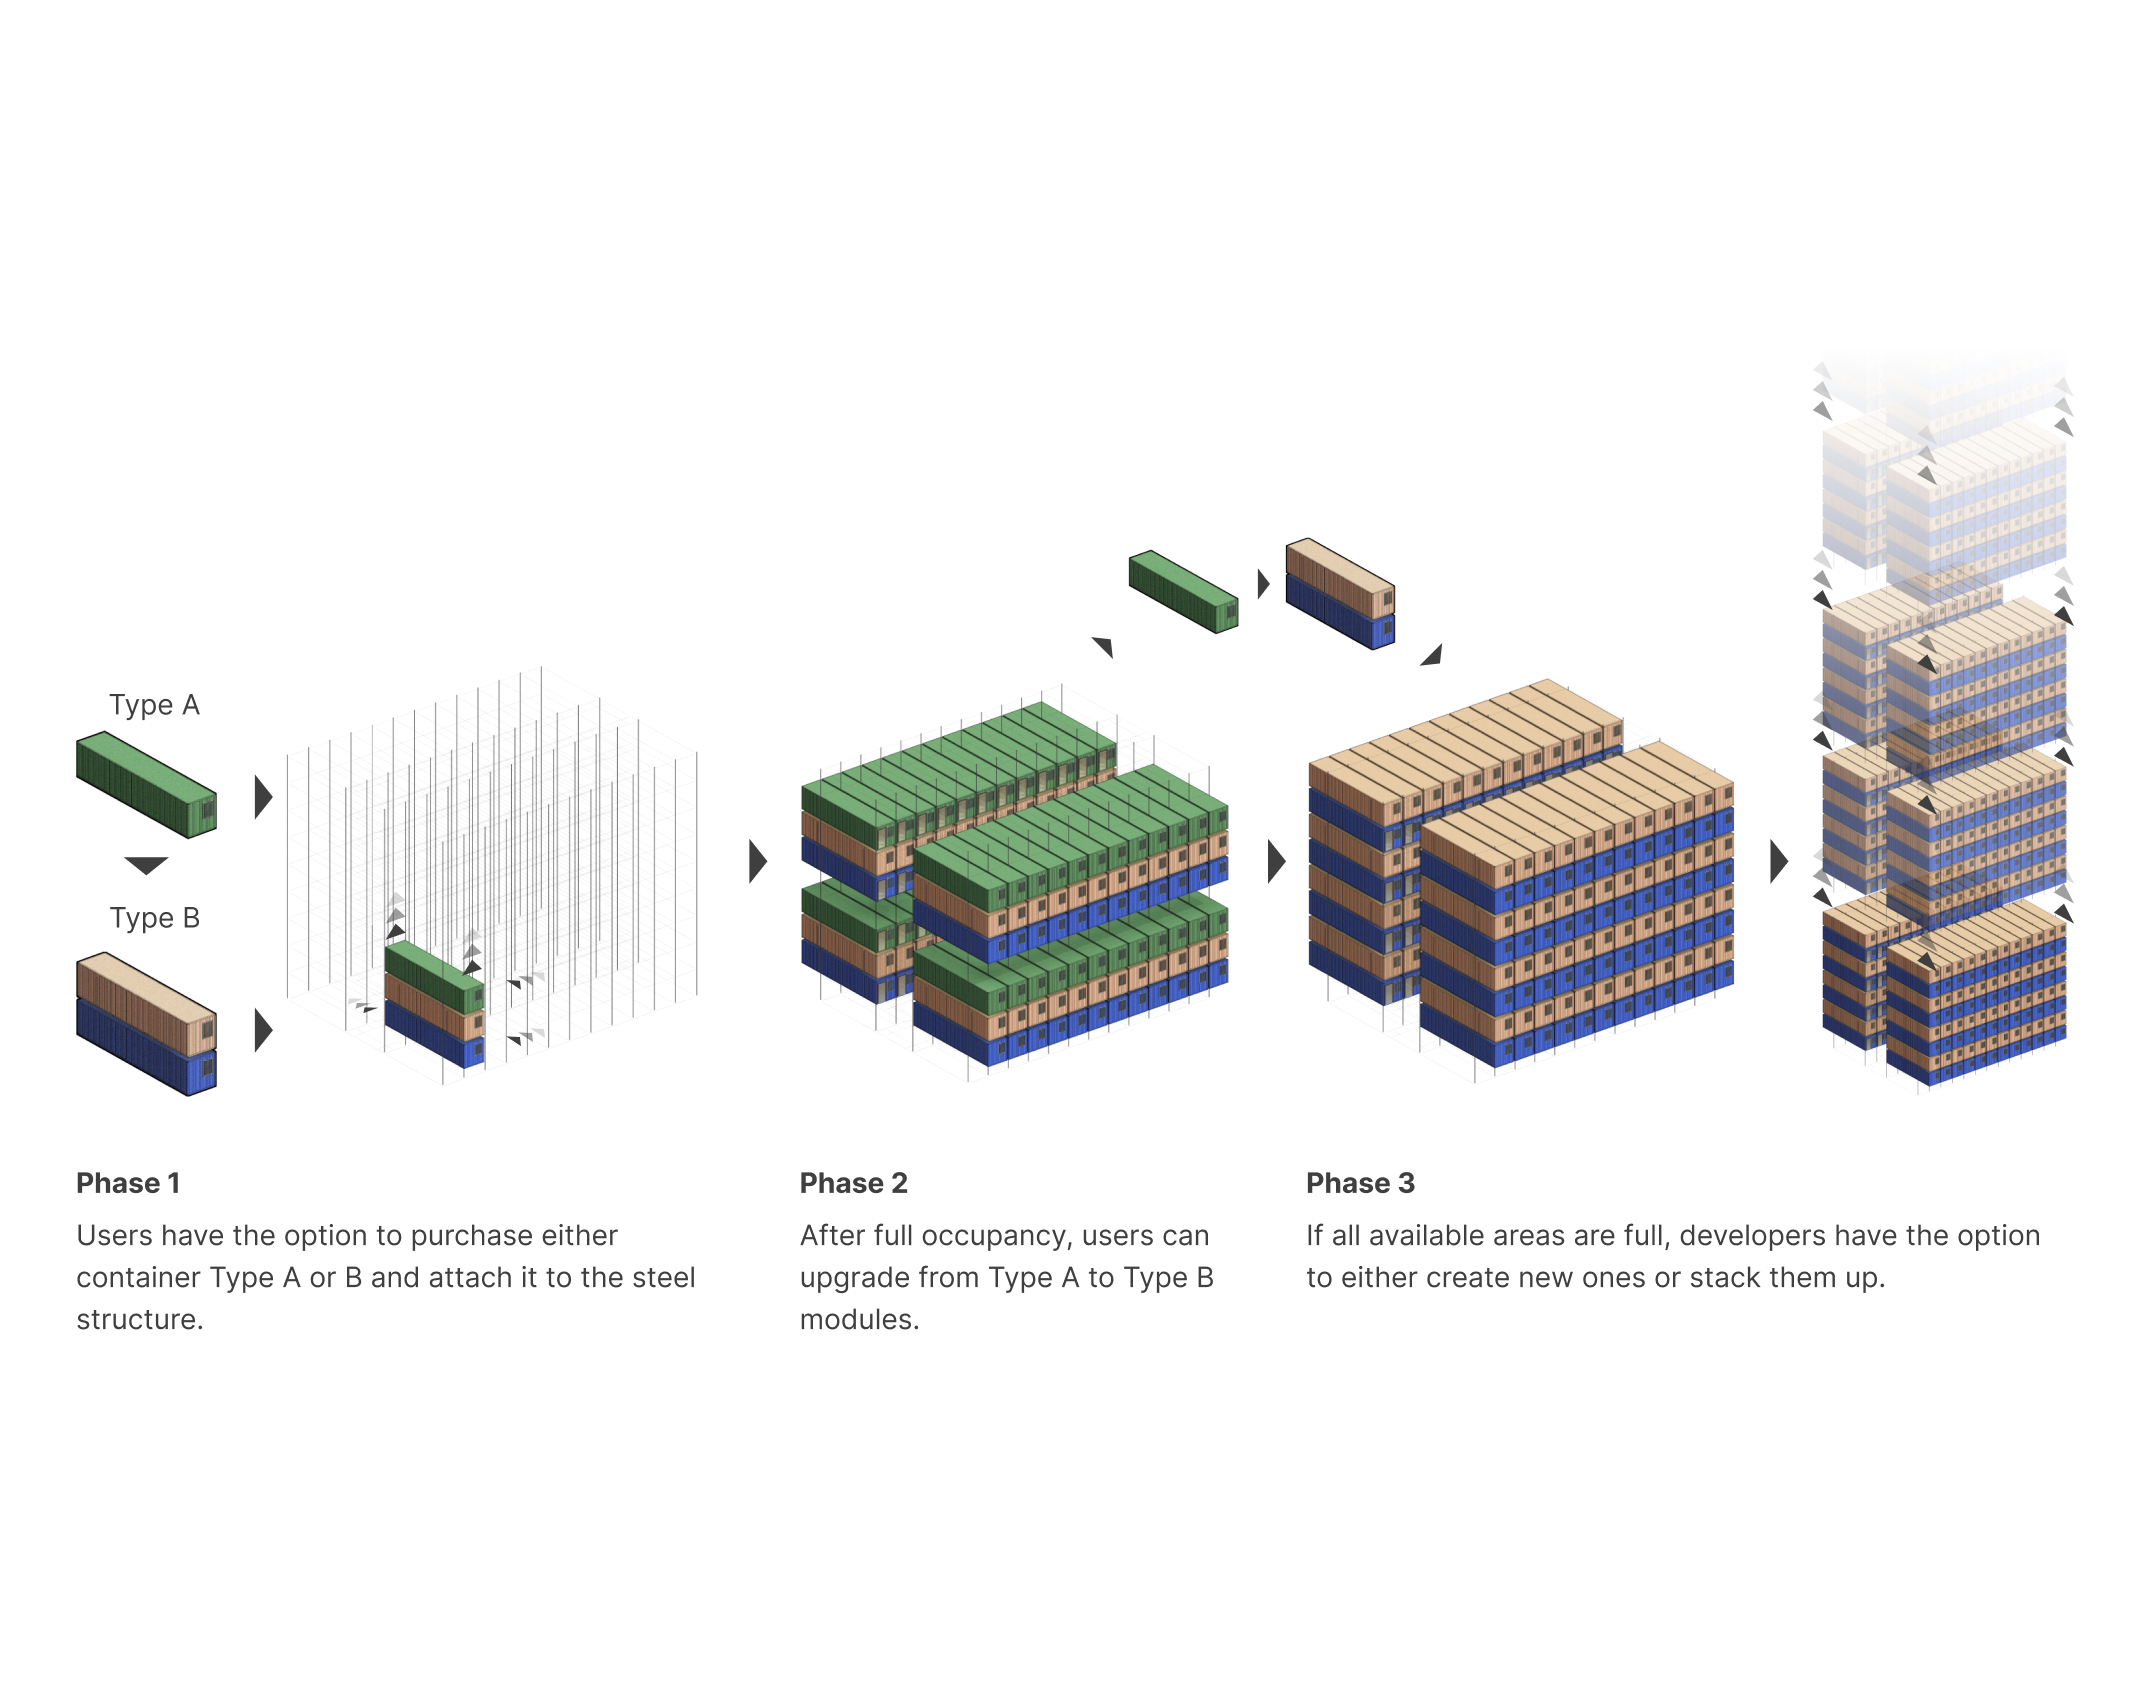 Type A
Type B
Phase 1
Users have the option to purchase either
container Type A or B and attach it to the steel
structure.
Phase 2
After full occupancy, users can
upgrade from Type A to Type B
modules.
Phase 3
If all available areas are full, developers have the option
to either create new ones or stack them up.